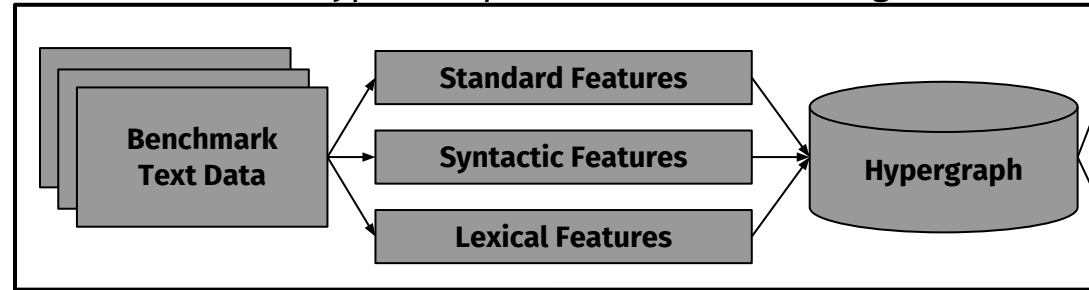 Standard Features
Benchmark
Text Data
Syntactic Features
Hypergraph
Lexical Features